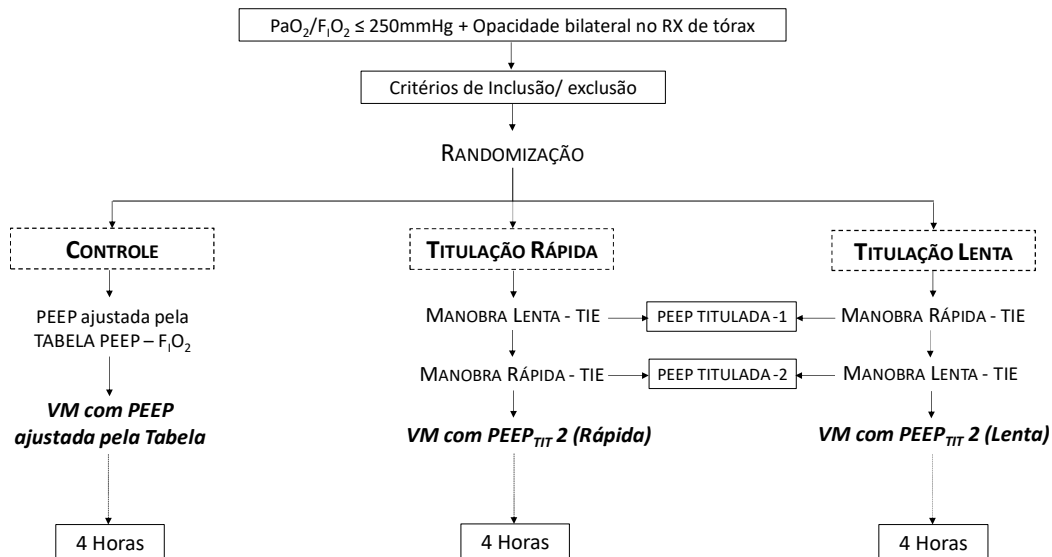 PaO₂/FᵢO₂ ≤ 250mmHg + Opacidade bilateral no RX de tórax
Critérios de Inclusão/ exclusão
RANDOMIZAÇÃO
CONTROLE
TITULAÇÃO RÁPIDA
TITULAÇÃO LENTA
PEEP ajustada pela
TABELA PEEP – FᵢO₂
MANOBRA LENTA - TIE
PEEP TITULADA -1
MANOBRA RÁPIDA - TIE
MANOBRA RÁPIDA - TIE
PEEP TITULADA -2
MANOBRA LENTA - TIE
VM com PEEP
ajustada pela Tabela
VM com PEEP_TIT 2 (Rápida)
VM com PEEP_TIT 2 (Lenta)
4 Horas
4 Horas
4 Horas